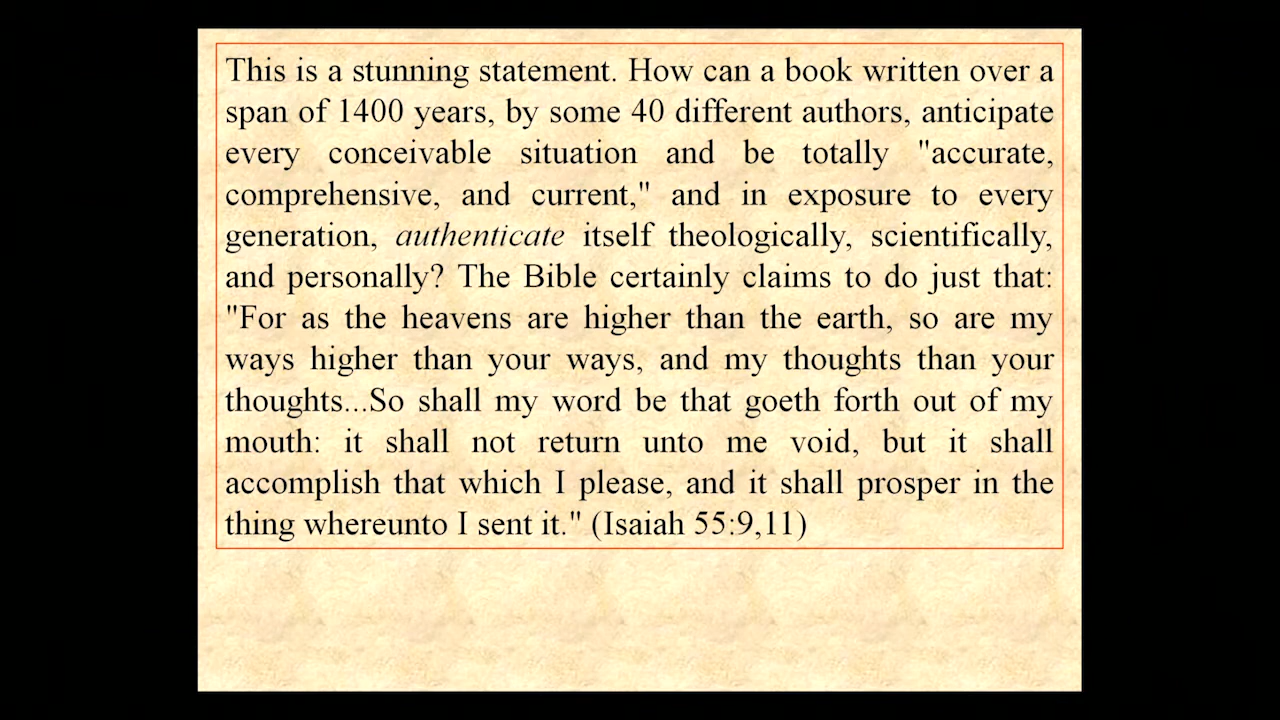 This is a stunning statement. How can a book written over a
span of 1400 years, by some 40 different authors, anticipate
every conceivable situation and be totally "accurate,
comprehensive, and current," and in exposure to every
generation, authenticate itself theologically, scientifically,
and personally? The Bible certainly claims to do just that:
"For as the heavens are higher than the earth, so are my
ways higher than your ways, and my thoughts than your
thoughts...So shall my word be that goeth forth out of my
mouth: it shall not return unto me void, but it shall
accomplish that which I please, and it shall prosper in the
thing whereunto I sent it." (Isaiah 55:9,11)